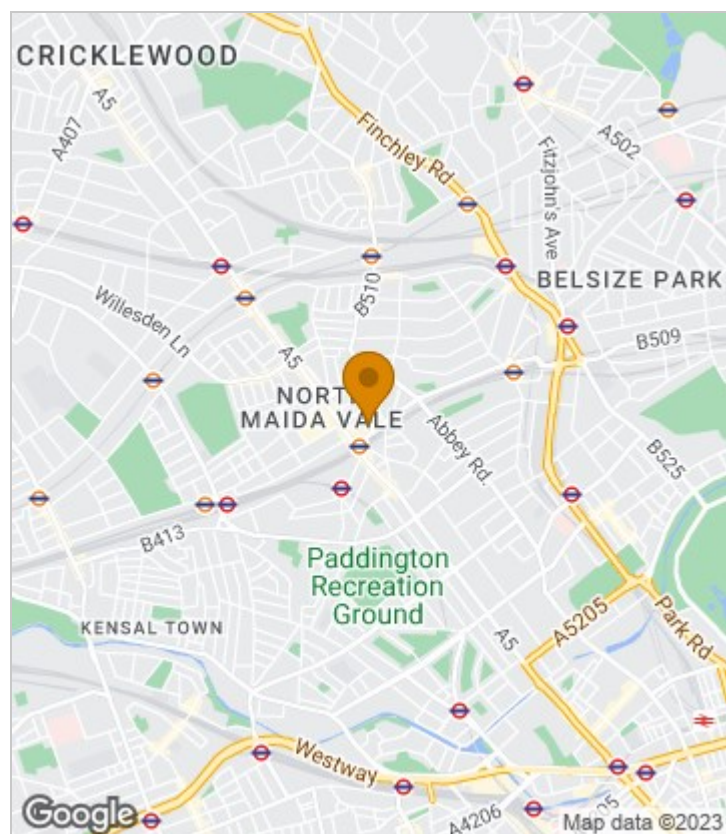 CRICKLEWOOD
A5
A407
Finchley Rd
A502
Fitzjohn's Ave
B510
BELSIZE PARK
Willesden Ln
A5
B509
MAIDA VALE
Abbey Rd.
B525
B413
Paddington
Recreation
Ground
KENSAL TOWN
A5205
Park Rd
A5
Westway
A4206
Google
Map data ©2023